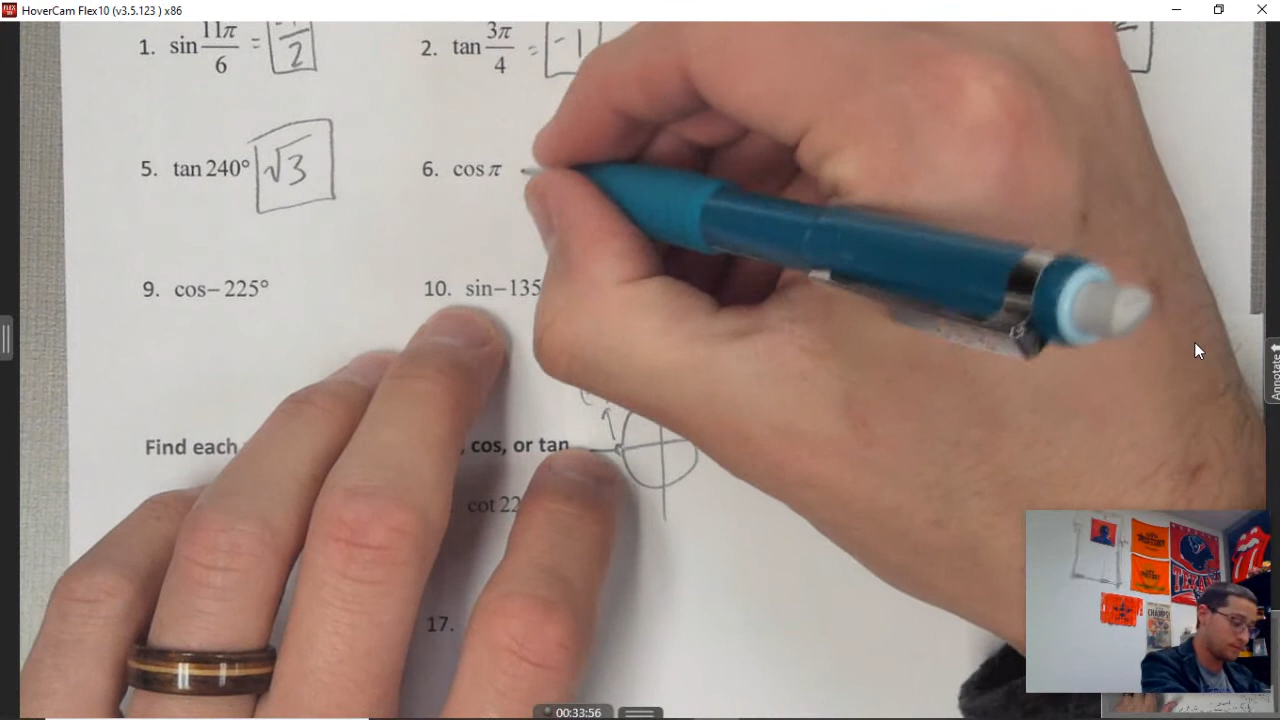 HoverCam Flex10 (v3.5.123) x86
1. sin 11π/6 = -1/2
2. tan 3π/4 = -1
5. tan 240° √3
6. cos π
9. cos−225°
10. sin−135
Find each
, cos, or tan
cot 22
17.
Annotate
TEXANS
00:33:56